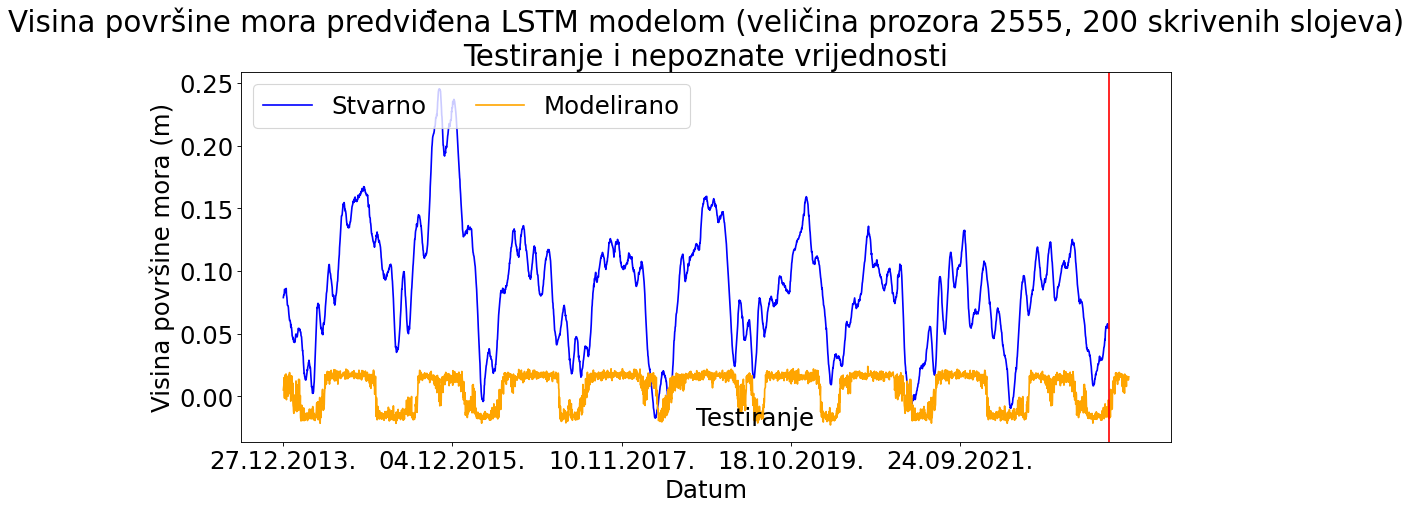 Visina površine mora predviđena LSTM modelom (veličina prozora 2555, 200 skrivenih slojeva)
Testiranje i nepoznate vrijednosti
Visina površine mora (m)
0.25
0.20
0.15
0.10
0.05
0.00
Stvarno
Modelirano
Testiranje
27.12.2013.
04.12.2015.
10.11.2017.
18.10.2019.
24.09.2021.
Datum